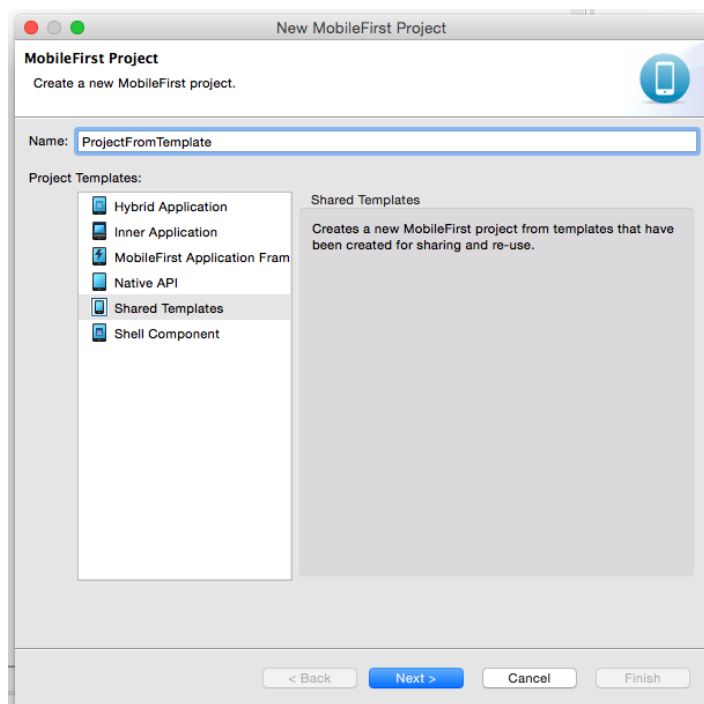 New MobileFirst Project
MobileFirst Project
Create a new MobileFirst project.
Name: ProjectFromTemplate
Project Templates:
Hybrid Application
Inner Application
MobileFirst Application Fram
Native API
Shared Templates
Shell Component
Shared Templates
Creates a new MobileFirst project from templates that have
been created for sharing and re-use.
< Back Next > Cancel Finish